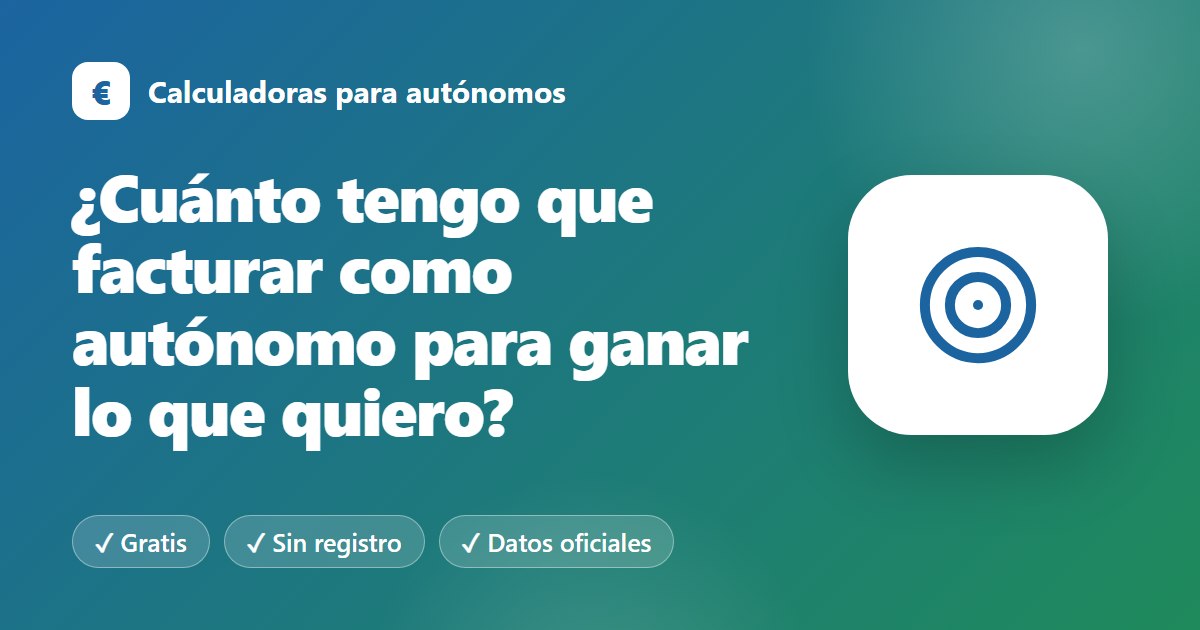 €
Calculadoras para autónomos
¿Cuánto tengo que
facturar como
autónomo para ganar
lo que quiero?
✓ Gratis
✓ Sin registro
✓ Datos oficiales